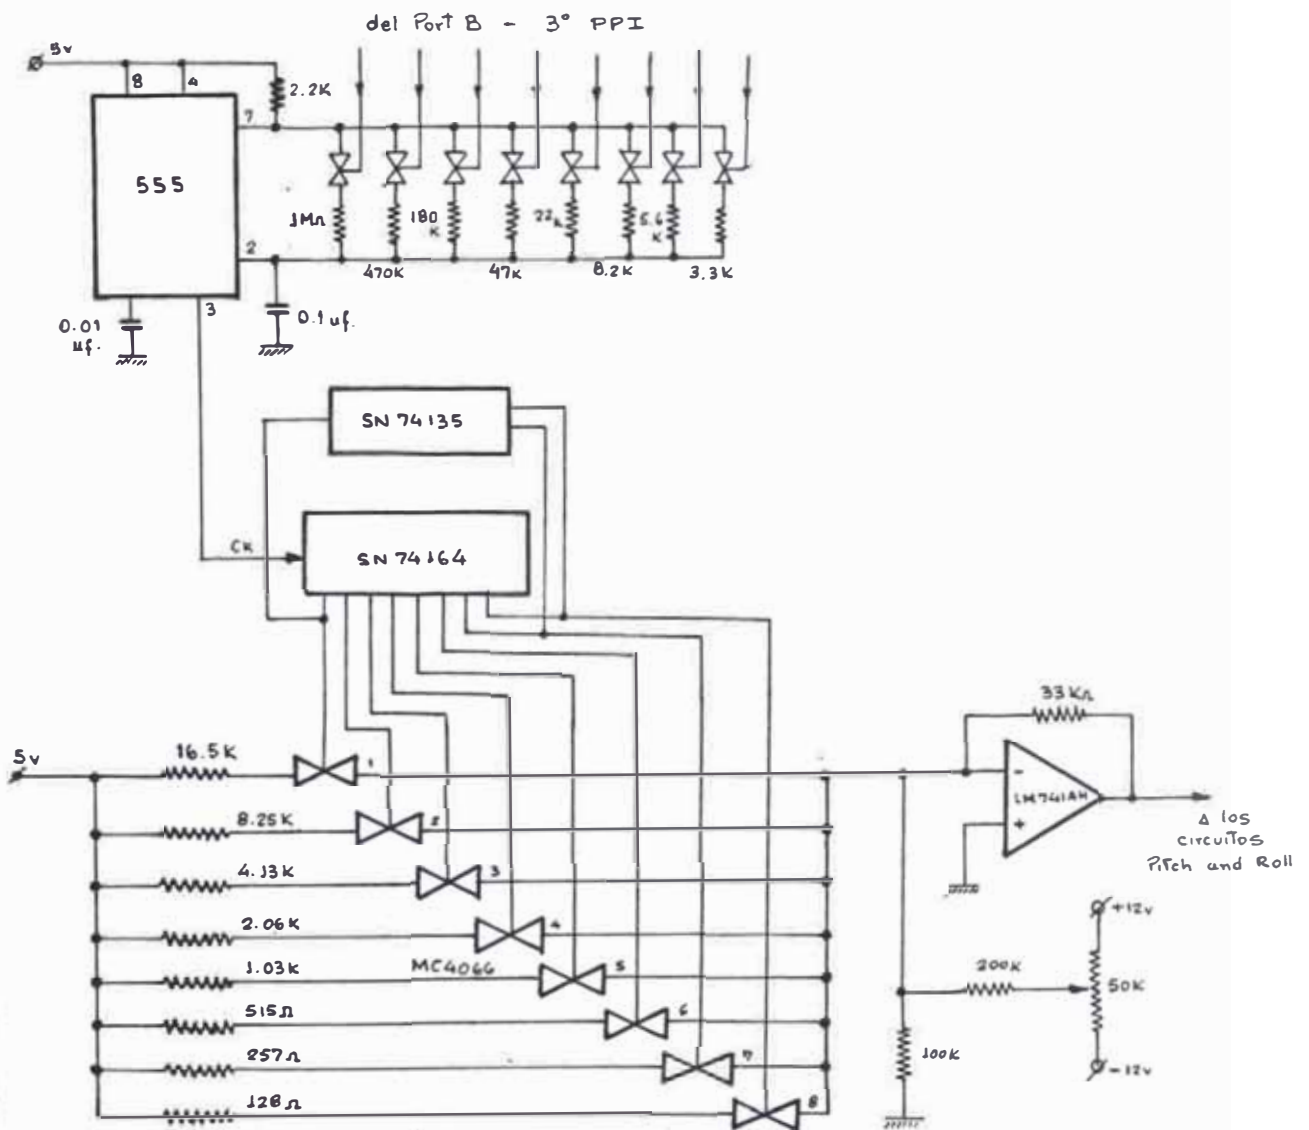 del Port B - 3° PPI
5v
8
4
2.2K
7
555
1MΩ
180 K
22 K
5.6 K
2
470K
47K
8.2K
3.3K
3
0.01 uf.
0.1 uf.
SN 74135
CK
SN 74164
33KΩ
5v
16.5K
1
LM741AH
-
+
A los
circuitos
Pitch and Roll
8.25K
2
4.13K
3
2.06K
4
+12v
1.03K
MC4066
5
200K
50K
515Ω
6
257Ω
7
100K
-12v
128Ω
8